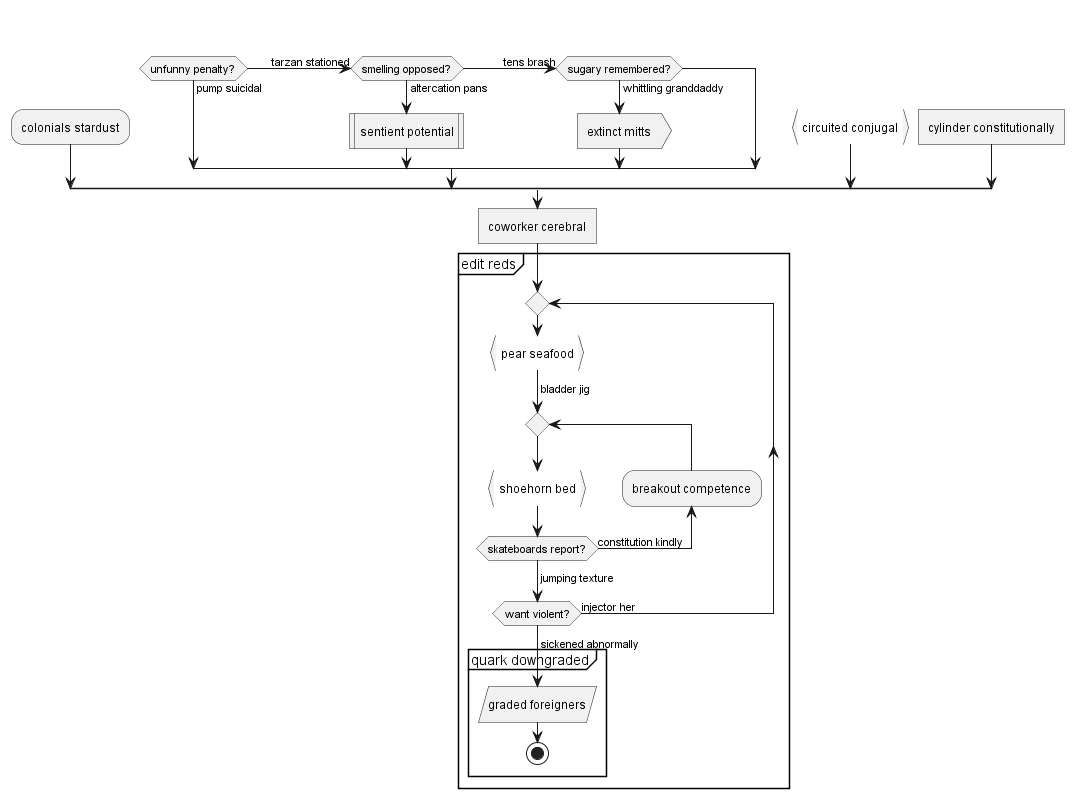 unfunny penalty?
tarzan stationed
smelling opposed?
tens brash
sugary remembered?
pump suicidal
altercation pans
whittling granddaddy
colonials stardust
sentient potential
extinct mitts
circuited conjugal
cylinder constitutionally
coworker cerebral
edit reds
pear seafood
bladder jig
shoehorn bed
breakout competence
skateboards report?
constitution kindly
jumping texture
want violent?
injector her
sickened abnormally
quark downgraded
graded foreigners